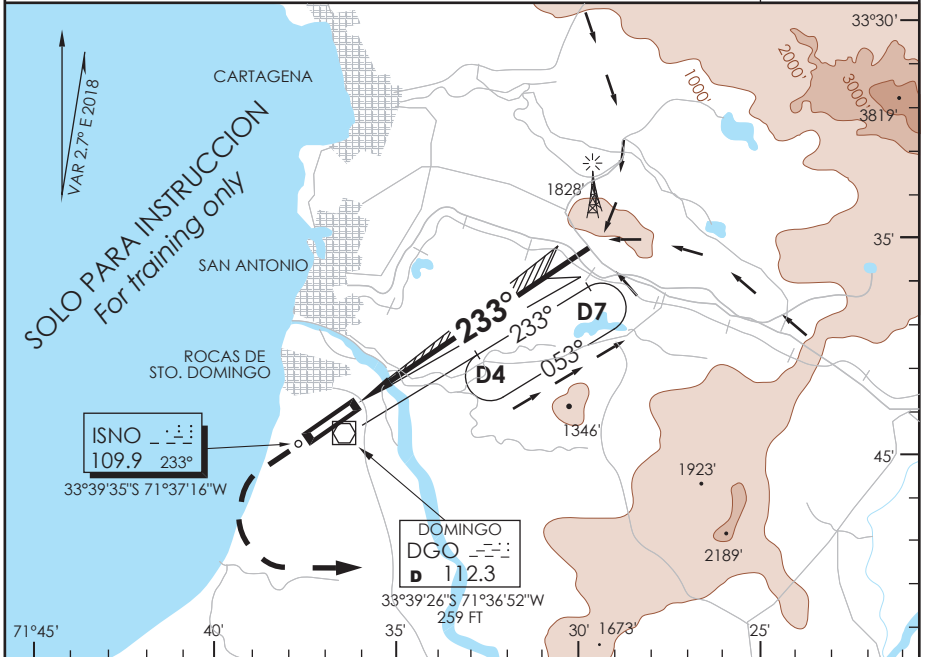 33°30'
VAR 2.7° E 2018
CARTAGENA
1000'
2000'
3000'
3819'
SOLO PARA INSTRUCCION
For training only
1828'
35'
SAN ANTONIO
233°
233°
D7
ROCAS DE
STO. DOMINGO
D4
053°
1346'
ISNO
109.9 233°
33°39'35"S 71°37'16"W
45'
1923'
2189'
DOMINGO
DGO
D 112.3
33°39'26"S 71°36'52"W
259 FT
1673'
71°45'
40'
35'
30'
25'